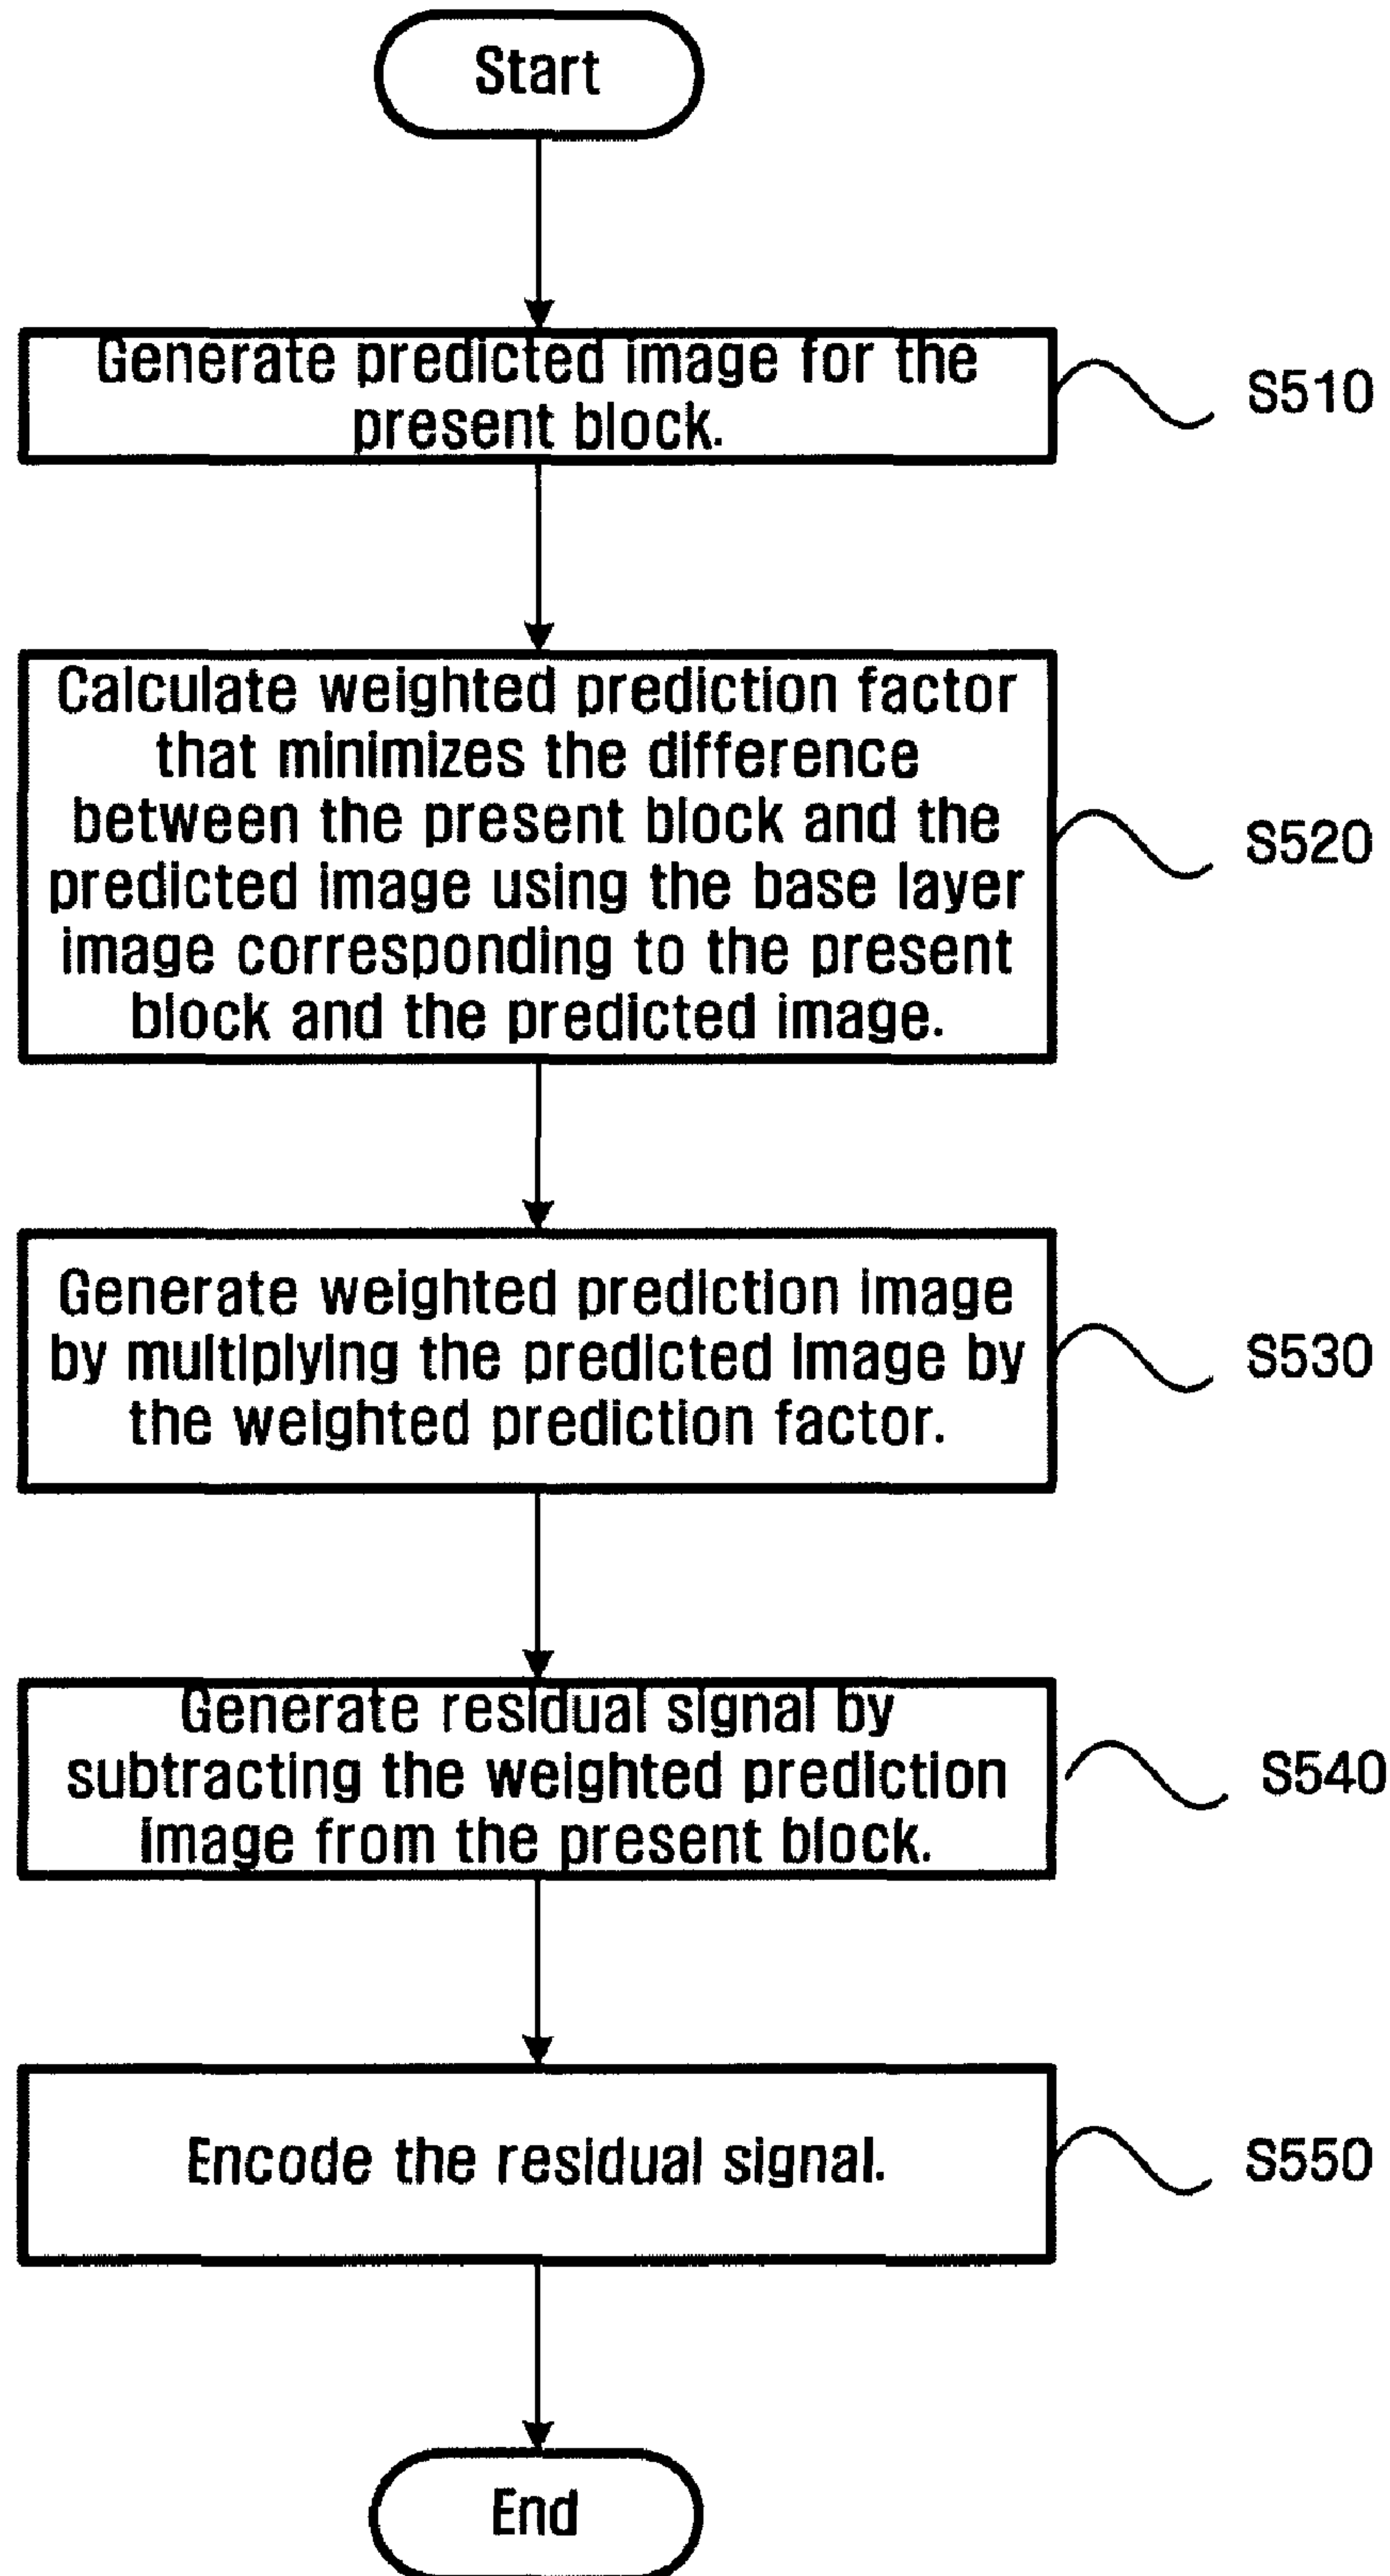 Start
Generate predicted image for the
present block.
S510
Calculate weighted prediction factor
that minimizes the difference
between the present block and the
predicted image using the base layer
image corresponding to the present
block and the predicted image.
S520
Generate weighted prediction image
by multiplying the predicted image by
the weighted prediction factor.
S530
Generate residual signal by
subtracting the weighted prediction
image from the present block.
S540
Encode the residual signal.
S550
End